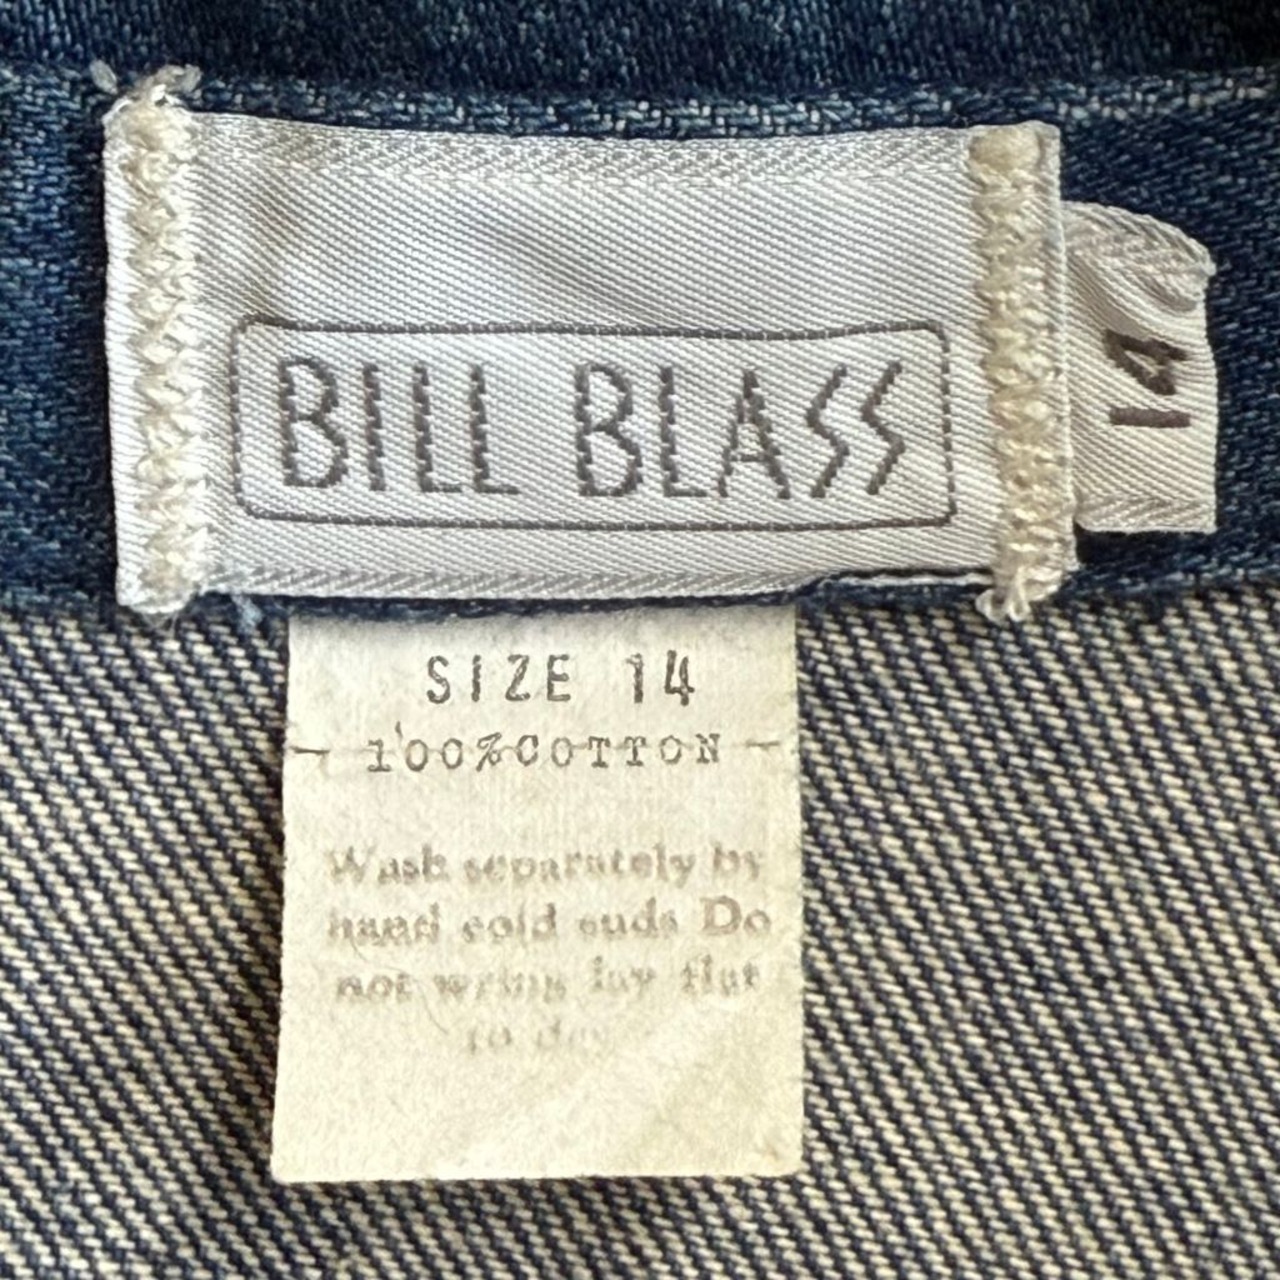 BILL BLASS
14
SIZE 14
- 100%COTTON -
Wash separately by
hand cold suds Do
not wring lay flat
to dry